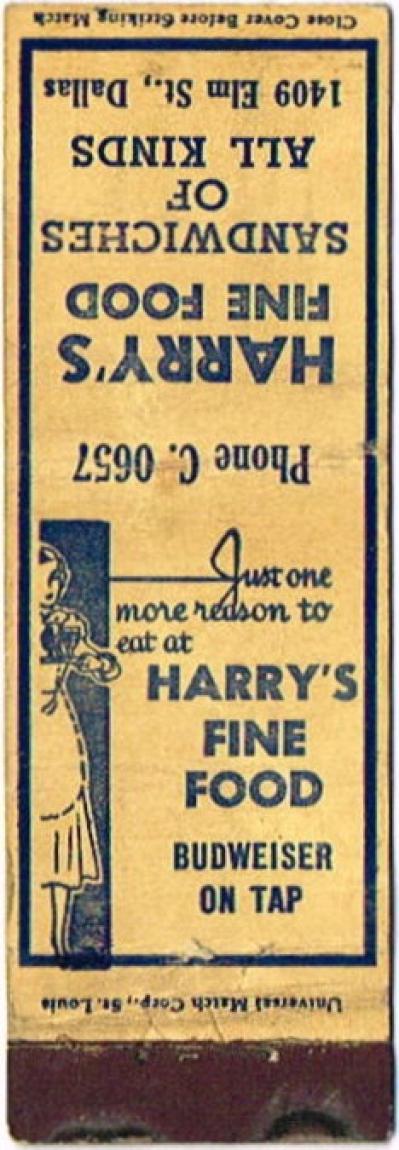 Close Cover Before Striking Match
1409 Elm St., Dallas
ALL KINDS
OF
SANDWICHES
FINE FOOD
HARRY'S
Phone C. 0657
Just one
more reason to
eat at
HARRY'S
FINE
FOOD
BUDWEISER
ON TAP
Universal Match Corp., St. Louis